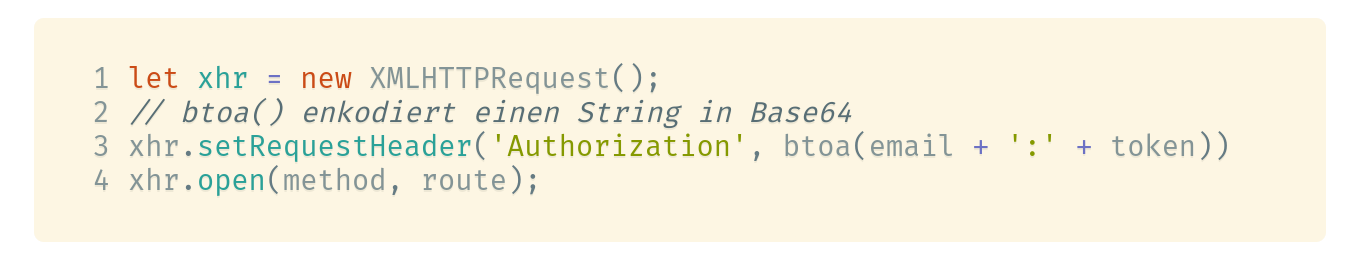 1 let xhr = new XMLHTTPRequest();
2 // btoa() enkodiert einen String in Base64
3 xhr.setRequestHeader('Authorization', btoa(email + ':' + token))
4 xhr.open(method, route);